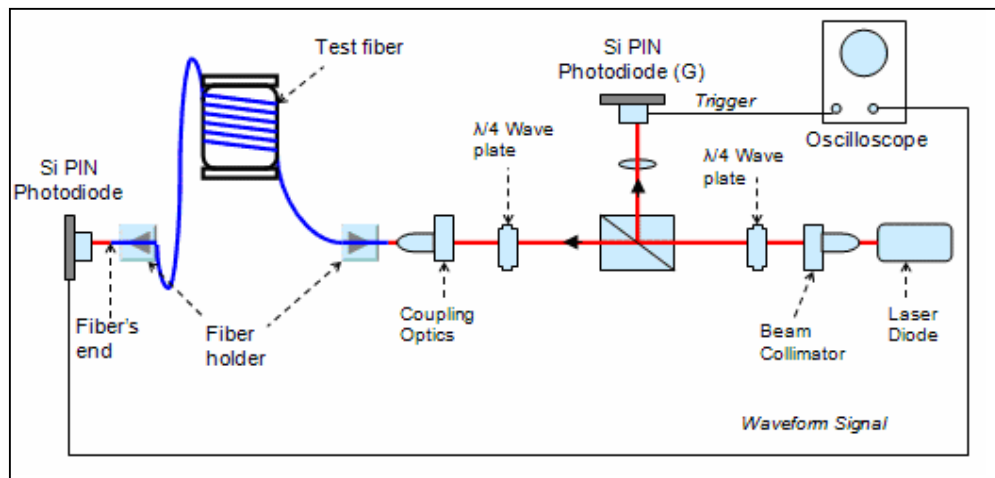 Test fiber
Si PIN
Photodiode (G)
Trigger
Oscilloscope
λ/4 Wave
plate
λ/4 Wave
plate
Si PIN
Photodiode
Fiber's
end
Fiber
holder
Coupling
Optics
Beam
Collimator
Laser
Diode
Waveform Signal